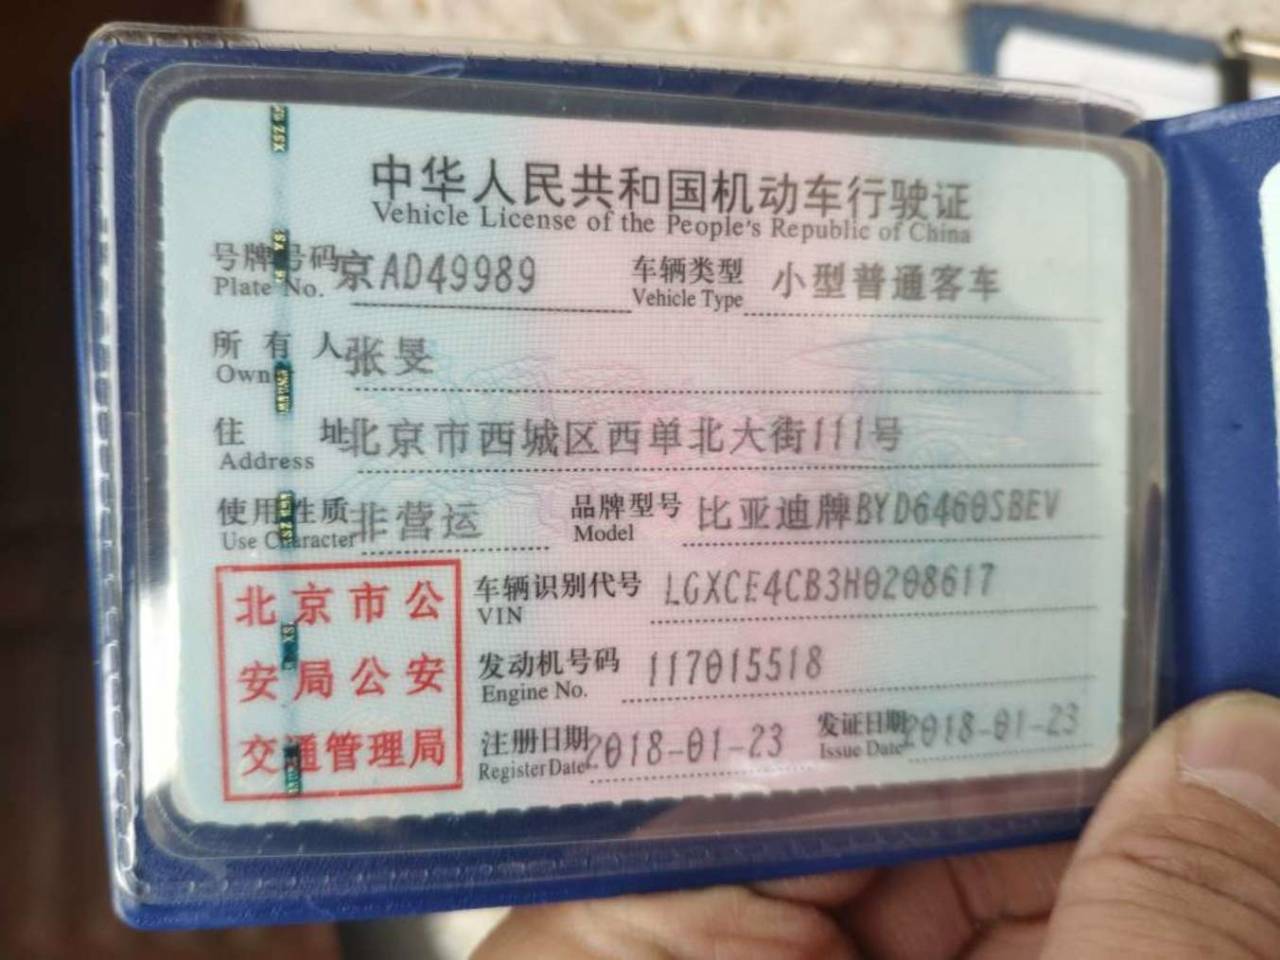 中华人民共和国机动车行驶证
Vehicle License of the People's Republic of China
号牌号码 京AD49989 车辆类型 小型普通客车
Plate No. Vehicle Type
所有人 张旻
Own
住址 北京市西城区西单北大街111号
Address
使用性质 非营运 品牌型号 比亚迪牌BYD6460SBEV
Use Character Model
北京市公
安局公安
交通管理局
车辆识别代号 LGXCE4CB3H0208617
VIN
发动机号码 117015518
Engine No.
注册日期 2018-01-23 发证日期 2018-01-23
Register Date Issue Date